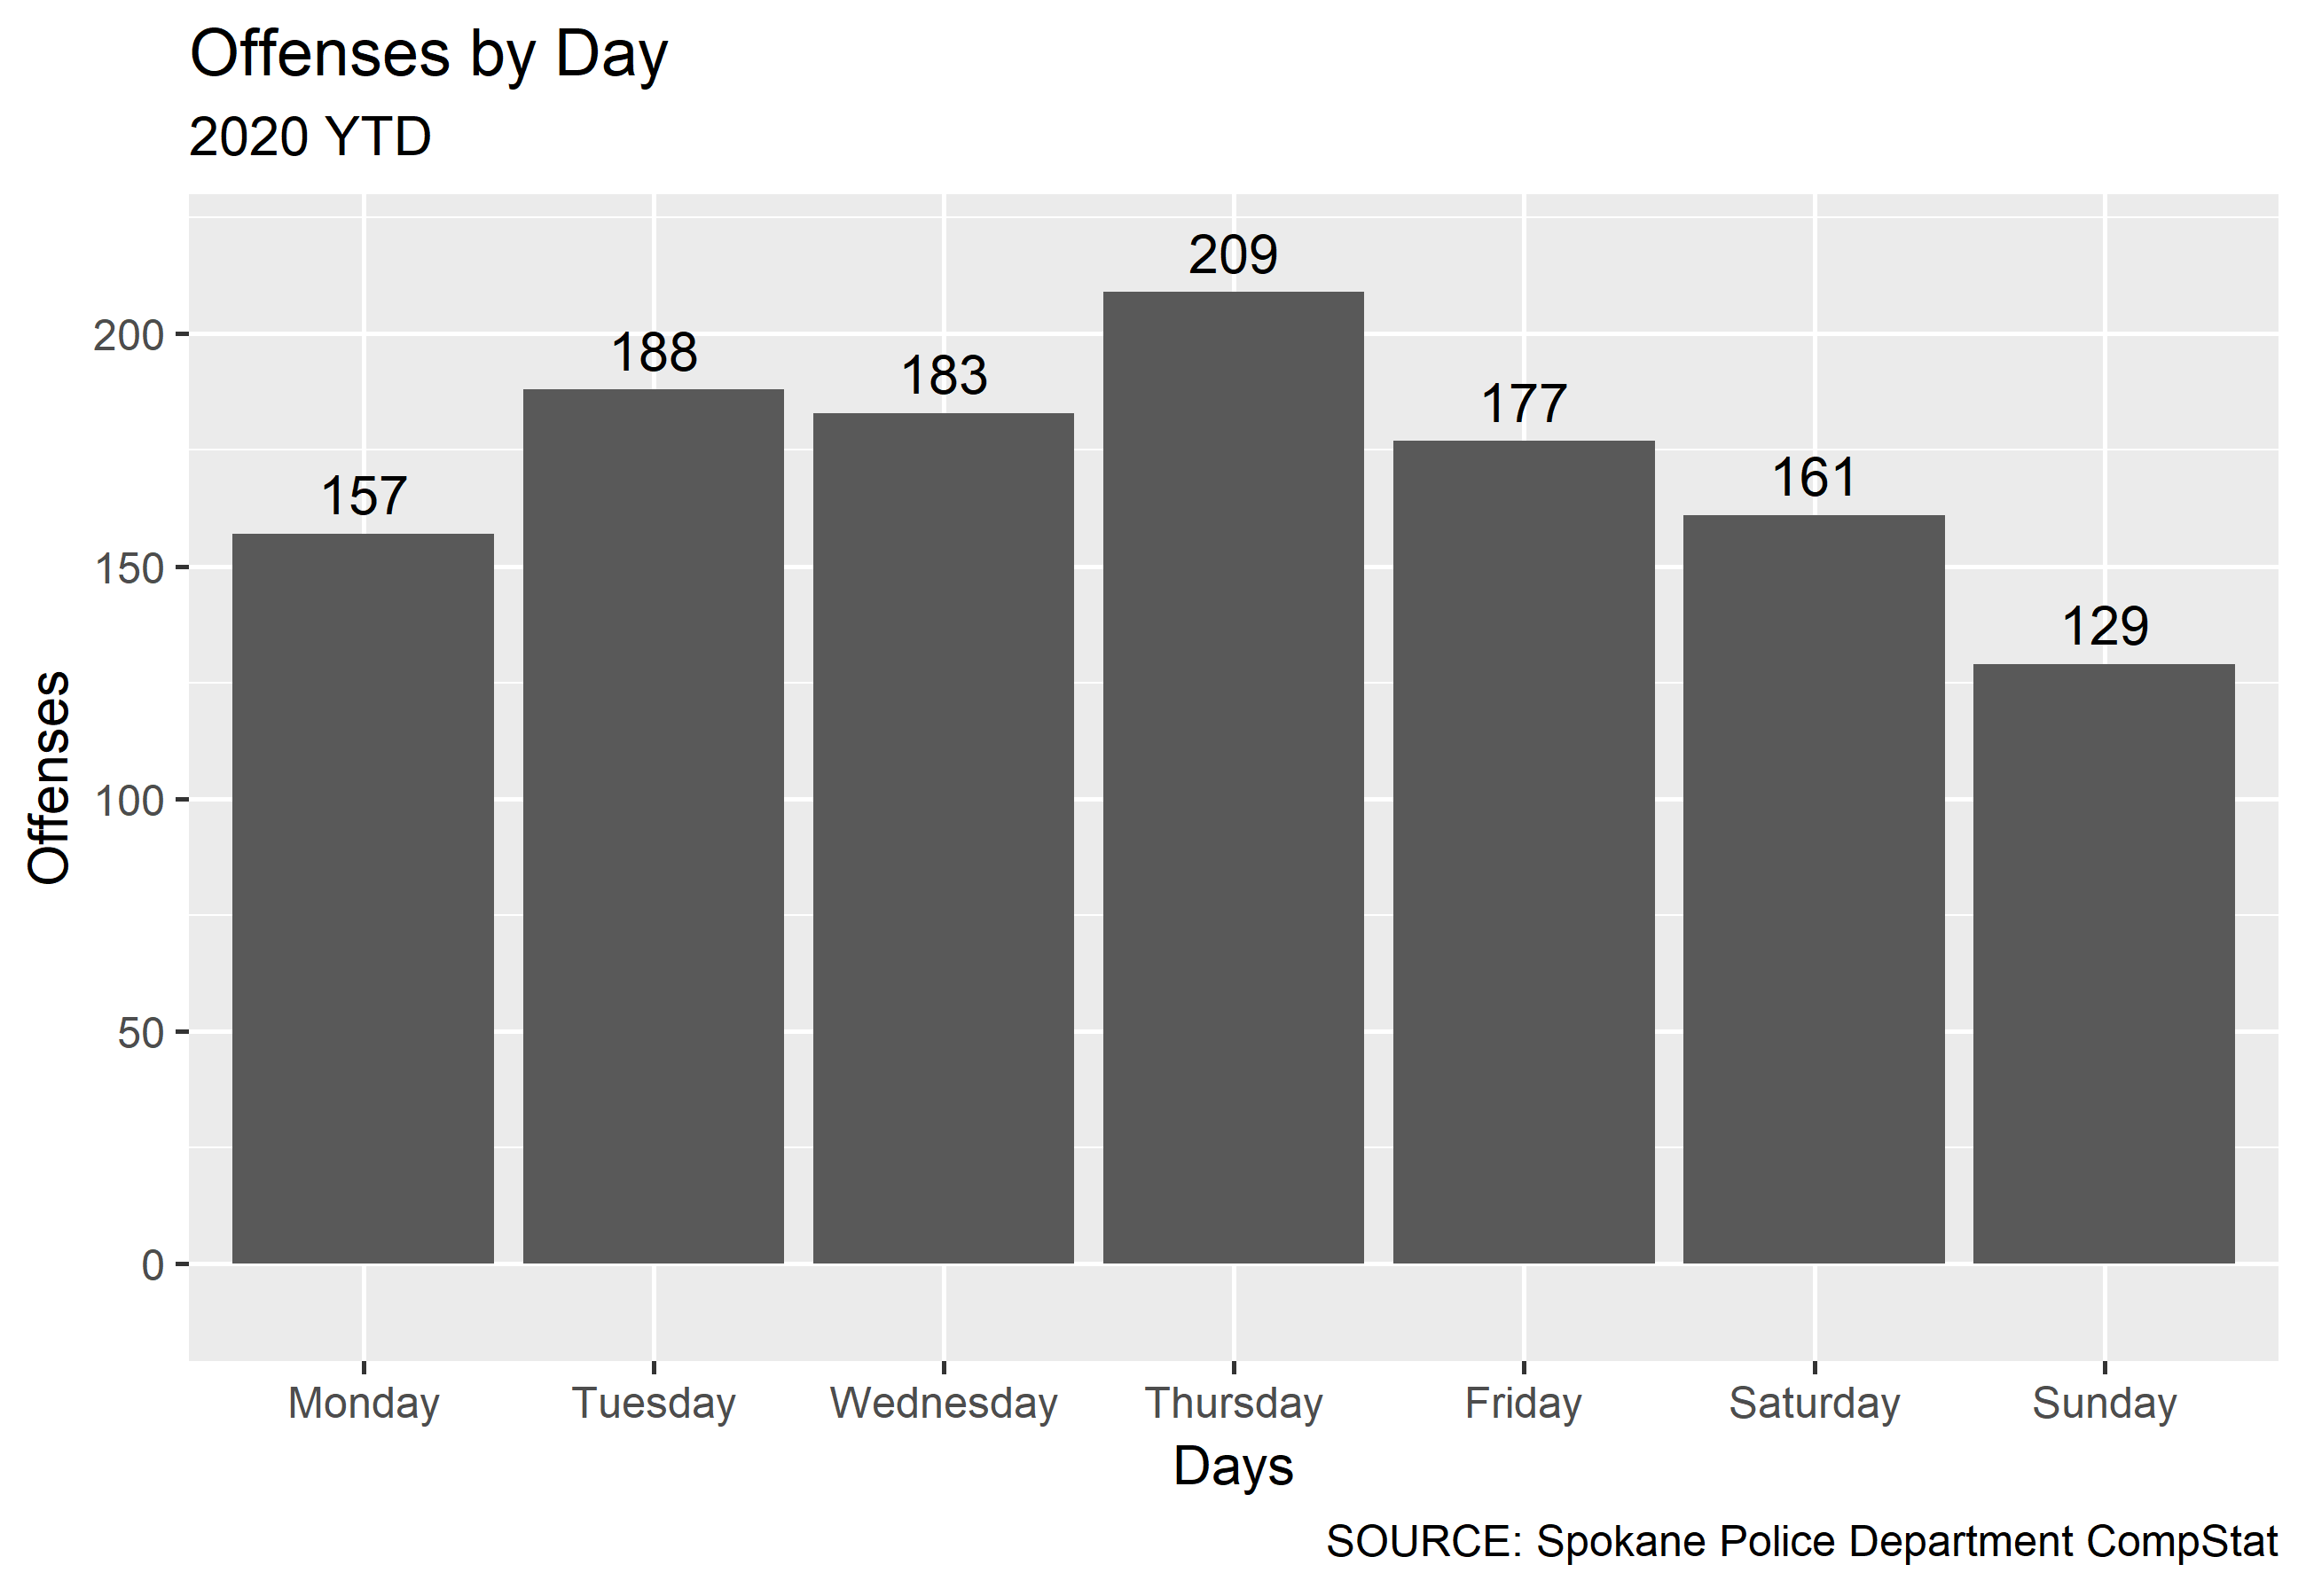 Offenses by Day
2020 YTD
209
188
183
177
161
157
129
200
150
100
50
0
Offenses
Monday Tuesday Wednesday Thursday Friday Saturday Sunday
Days
SOURCE: Spokane Police Department CompStat